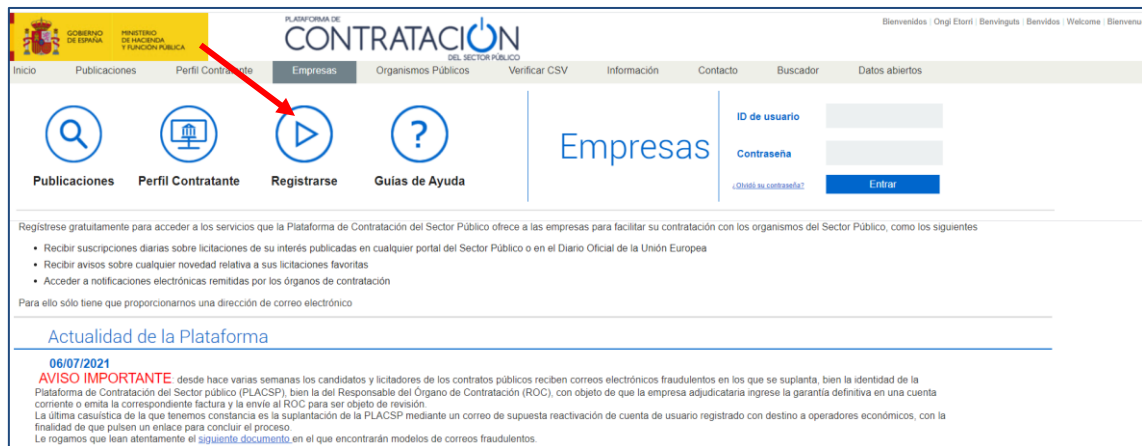 GOBIERNO DE ESPAÑA
MINISTERIO DE HACIENDA Y FUNCIÓN PÚBLICA
PLATAFORMA DE
CONTRATACIÓN
DEL SECTOR PÚBLICO
Bienvenidos | Ongi Etorri | Benvinguts | Benvidos | Welcome | Bienvenue
Inicio Publicaciones Perfil Contratante Empresas Organismos Públicos Verificar CSV Información Contacto Buscador Datos abiertos
Publicaciones Perfil Contratante Registrarse Guías de Ayuda
Empresas
ID de usuario
Contraseña
¿Olvidó su contraseña? Entrar
Regístrese gratuitamente para acceder a los servicios que la Plataforma de Contratación del Sector Público ofrece a las empresas para facilitar su contratación con los organismos del Sector Público, como los siguientes
• Recibir suscripciones diarias sobre licitaciones de su interés publicadas en cualquier portal del Sector Público o en el Diario Oficial de la Unión Europea
• Recibir avisos sobre cualquier novedad relativa a sus licitaciones favoritas
• Acceder a notificaciones electrónicas remitidas por los órganos de contratación
Para ello sólo tiene que proporcionarnos una dirección de correo electrónico
Actualidad de la Plataforma
06/07/2021
AVISO IMPORTANTE desde hace varias semanas los candidatos y licitadores de los contratos públicos reciben correos electrónicos fraudulentos en los que se suplanta, bien la identidad de la
Plataforma de Contratación del Sector público (PLACSP), bien la del Responsable del Órgano de Contratación (ROC), con objeto de que la empresa adjudicataria ingrese la garantía definitiva en una cuenta
corriente o emita la correspondiente factura y la envíe al ROC para ser objeto de revisión.
La última casuística de la que tenemos constancia es la suplantación de la PLACSP mediante un correo de supuesta reactivación de cuenta de usuario registrado con destino a operadores económicos, con la
finalidad de que pulsen un enlace para concluir el proceso.
Le rogamos que lean atentamente el siguiente documento en el que encontrarán modelos de correos fraudulentos.